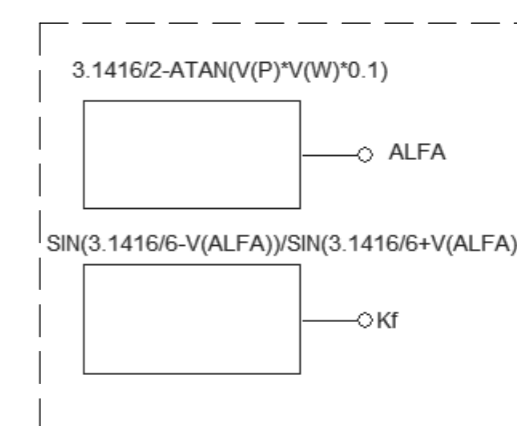 3.1416/2-ATAN(V(P)*V(W)*0.1)
ALFA
SIN(3.1416/6-V(ALFA))/SIN(3.1416/6+V(ALFA)
Kf